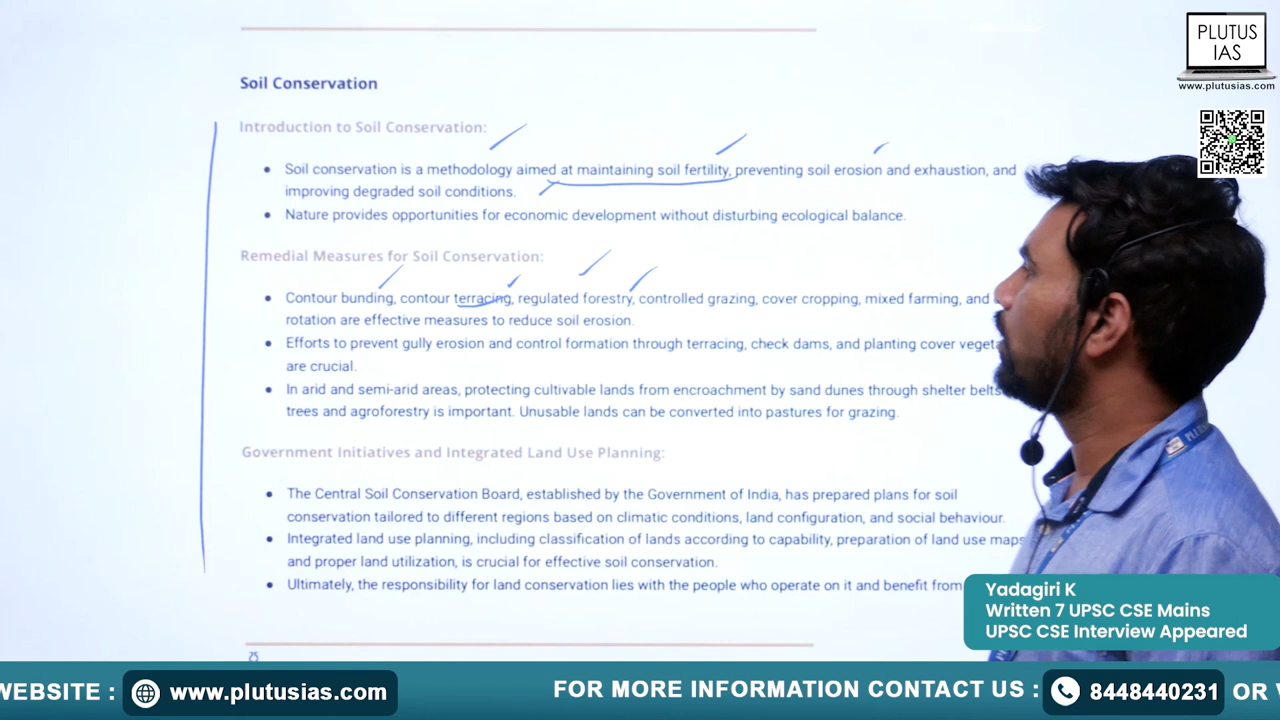 PLUTUS
IAS
www.plutusias.com
Soil Conservation
Introduction to Soil Conservation:
• Soil conservation is a methodology aimed at maintaining soil fertility, preventing soil erosion and exhaustion, and
improving degraded soil conditions.
• Nature provides opportunities for economic development without disturbing ecological balance.
Remedial Measures for Soil Conservation:
• Contour bunding, contour terracing, regulated forestry, controlled grazing, cover cropping, mixed farming, and
rotation are effective measures to reduce soil erosion.
• Efforts to prevent gully erosion and control formation through terracing, check dams, and planting cover
are crucial.
• In arid and semi-arid areas, protecting cultivable lands from encroachment by sand dunes through shelter belts
trees and agroforestry is important. Unusable lands can be converted into pastures for grazing.
Government Initiatives and Integrated Land Use Planning:
• The Central Soil Conservation Board, established by the Government of India, has prepared plans for soil
conservation tailored to different regions based on climatic conditions, land configuration, and social behaviour.
• Integrated land use planning, including classification of lands according to capability, preparation of land use maps
and proper land utilization, is crucial for effective soil conservation.
• Ultimately, the responsibility for land conservation lies with the people who operate on it and benefit from
Yadagiri K
Written 7 UPSC CSE Mains
UPSC CSE Interview Appeared
WEBSITE : www.plutusias.com FOR MORE INFORMATION CONTACT US : 8448440231 OR